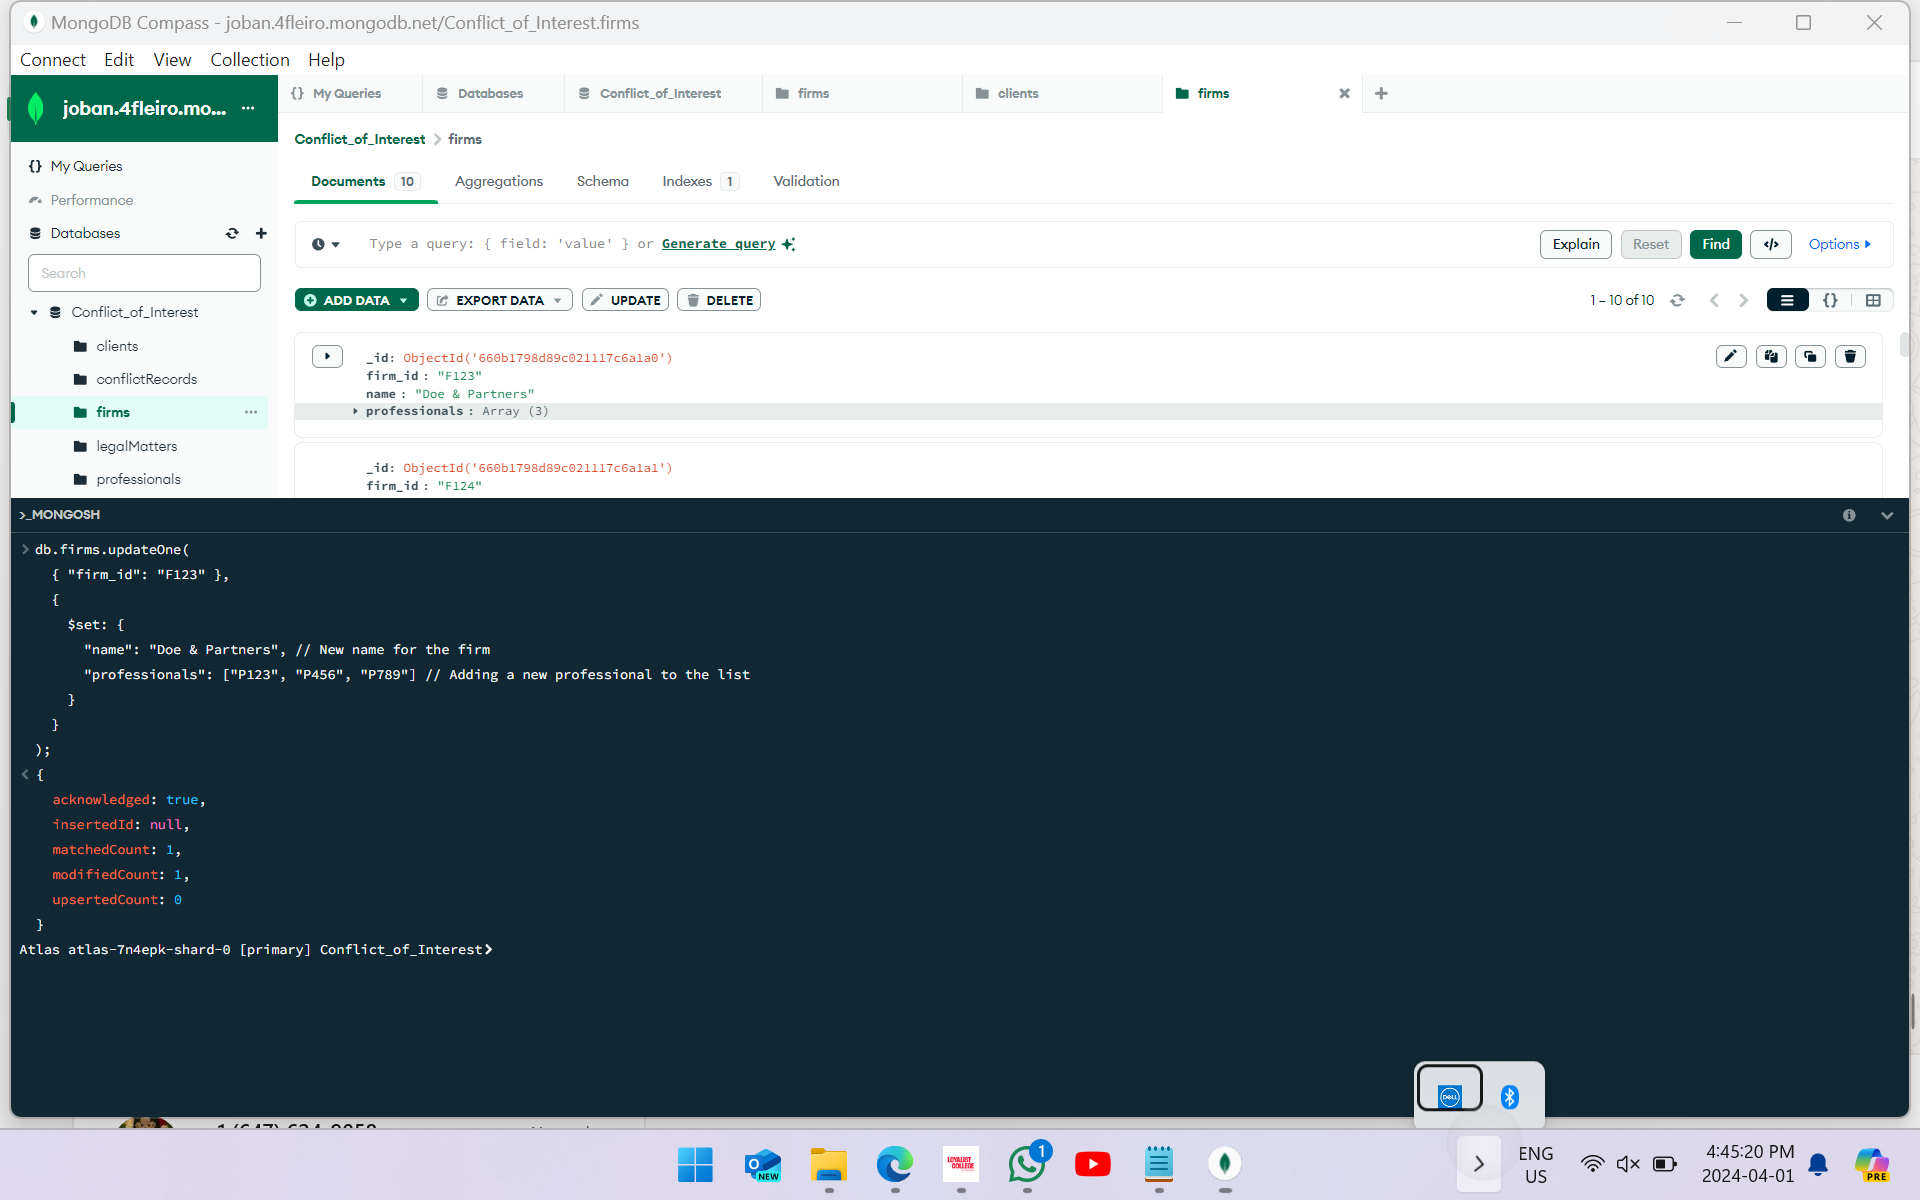 MongoDB Compass - joban.4fleiro.mongodb.net/Conflict_of_Interest.firms
Connect Edit View Collection Help
joban.4fleiro.mo... ...
{} My Queries
Performance
Databases
Search
Conflict_of_Interest
clients
conflictRecords
firms ...
legalMatters
professionals
{} My Queries Databases Conflict_of_Interest firms clients firms
Conflict_of_Interest > firms
Documents 10 Aggregations Schema Indexes 1 Validation
Type a query: { field: 'value' } or Generate query
Explain Reset Find </> Options
ADD DATA EXPORT DATA UPDATE DELETE
1 – 10 of 10 {}
_id: ObjectId('660b1798d89c021117c6a1a0')
firm_id : "F123"
name : "Doe & Partners"
professionals : Array (3)
_id: ObjectId('660b1798d89c021117c6a1a1')
firm_id : "F124"
>_MONGOSH
> db.firms.updateOne(
{ "firm_id": "F123" },
{
$set: {
"name": "Doe & Partners", // New name for the firm
"professionals": ["P123", "P456", "P789"] // Adding a new professional to the list
}
}
);
< {
acknowledged: true,
insertedId: null,
matchedCount: 1,
modifiedCount: 1,
upsertedCount: 0
}
Atlas atlas-7n4epk-shard-0 [primary] Conflict_of_Interest>
DELL
NEW
LOYALIST COLLEGE
1
ENG
US
4:45:20 PM
2024-04-01
PRE